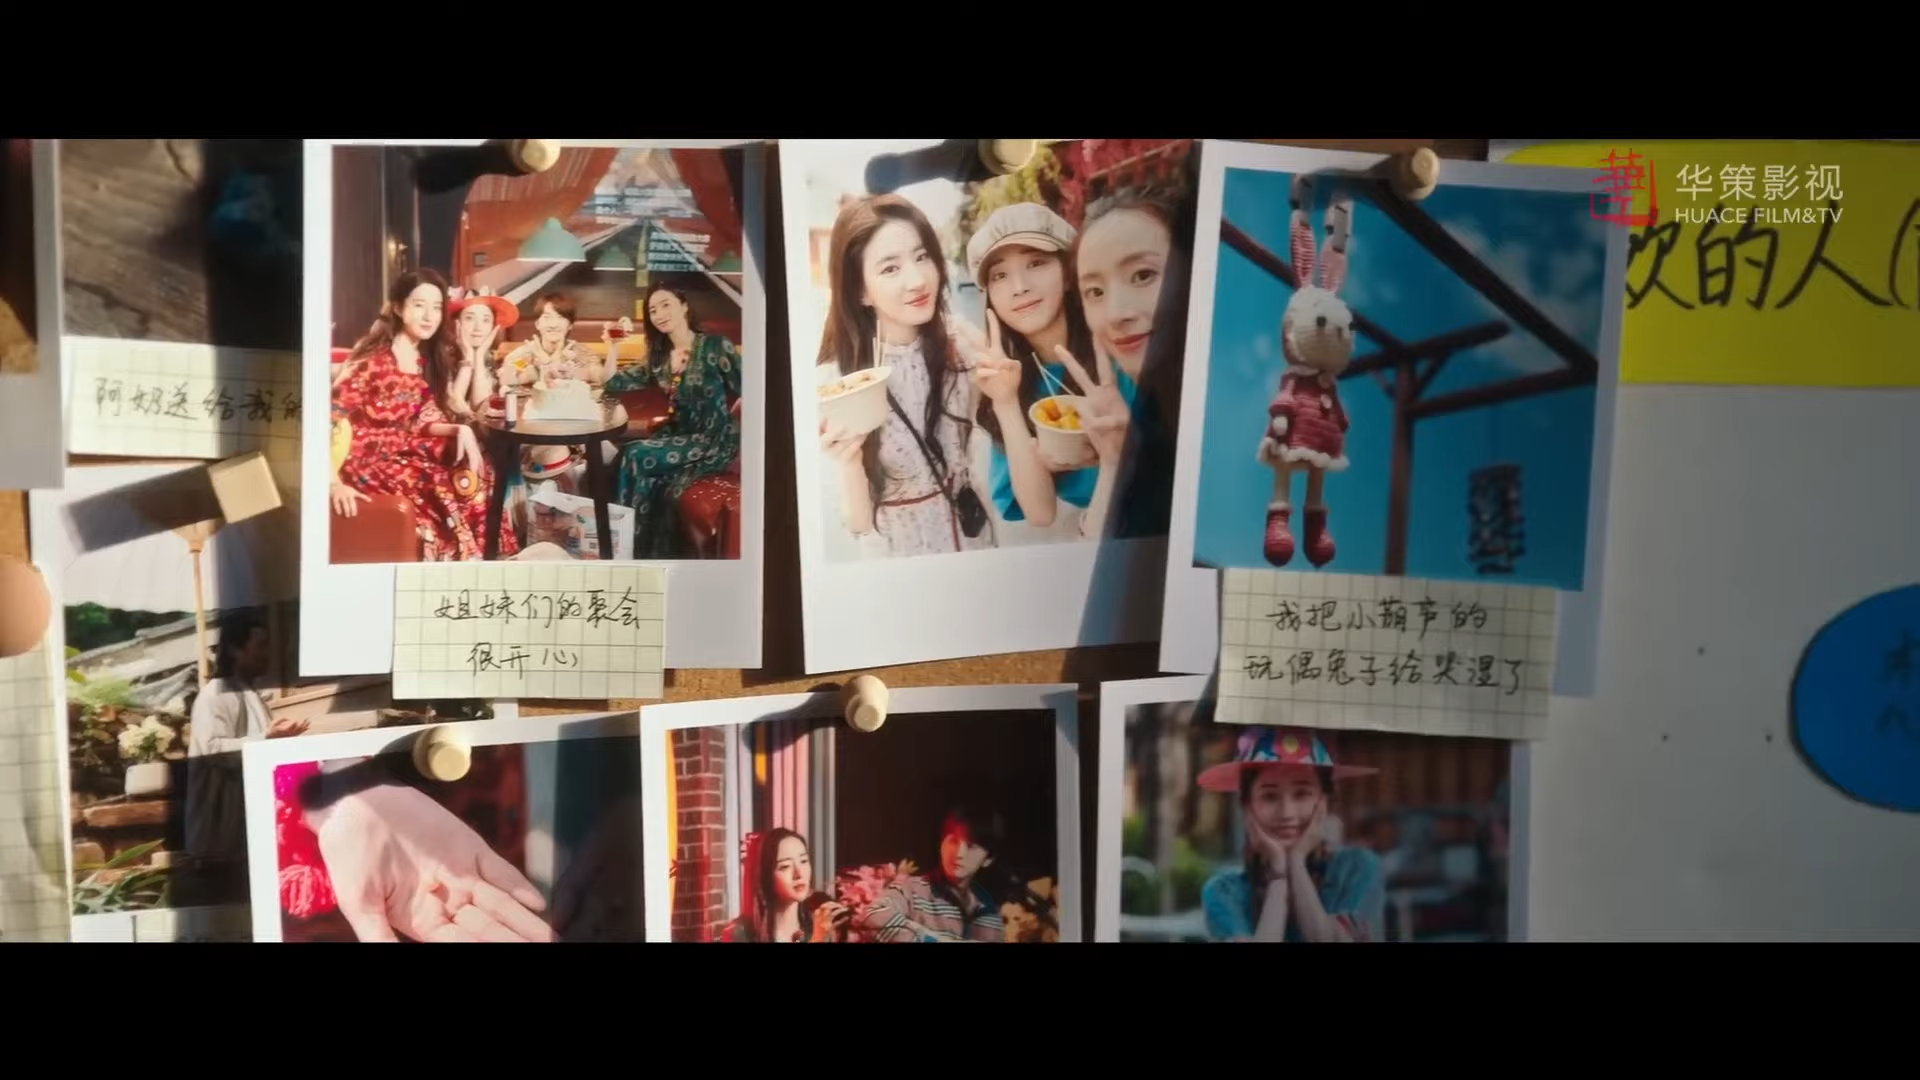 华策影视
HUACE FILM&TV
欢的人(
阿奶送给我的
姐妹们的聚会
很开心
我把小葫芦的
玩偶兔子给哭湿了